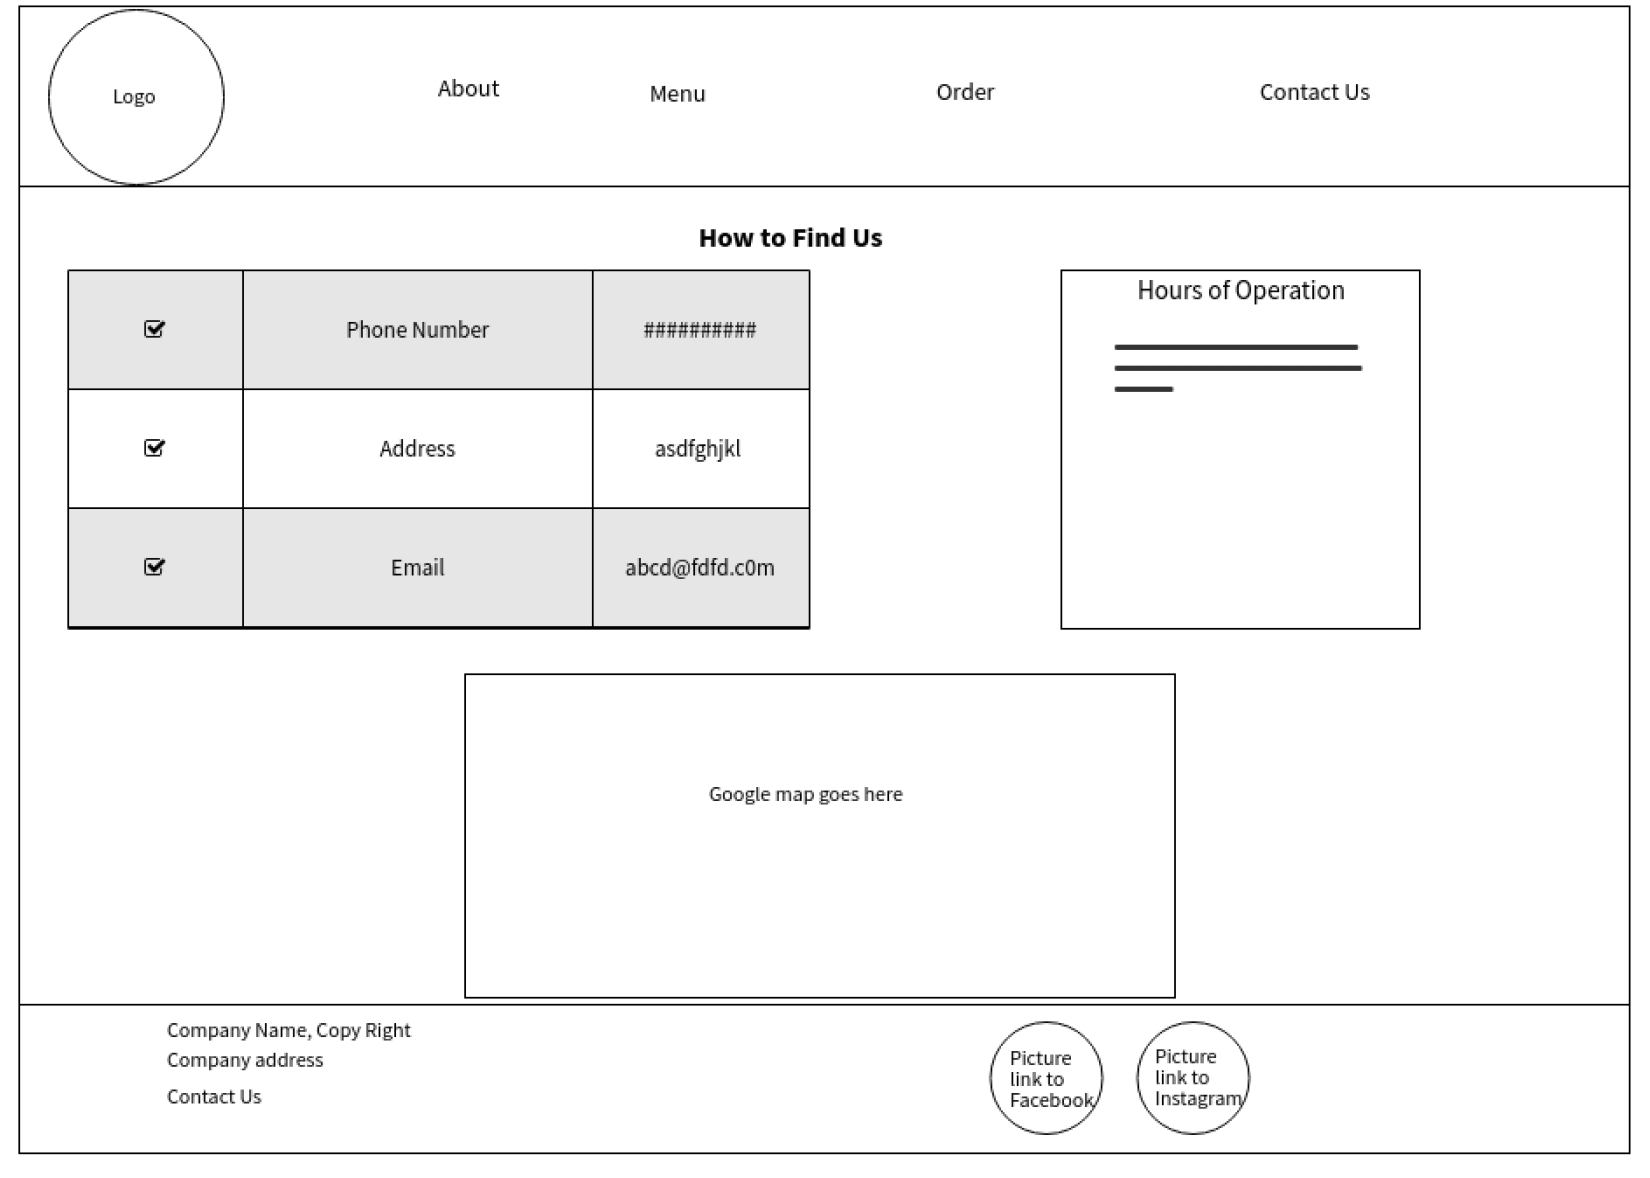 Logo
About
Menu
Order
Contact Us
How to Find Us
Phone Number
##########
Address
asdfghjkl
Email
abcd@fdfd.c0m
Hours of Operation
Google map goes here
Company Name, Copy Right
Company address
Contact Us
Picture
link to
Facebook
Picture
link to
Instagram